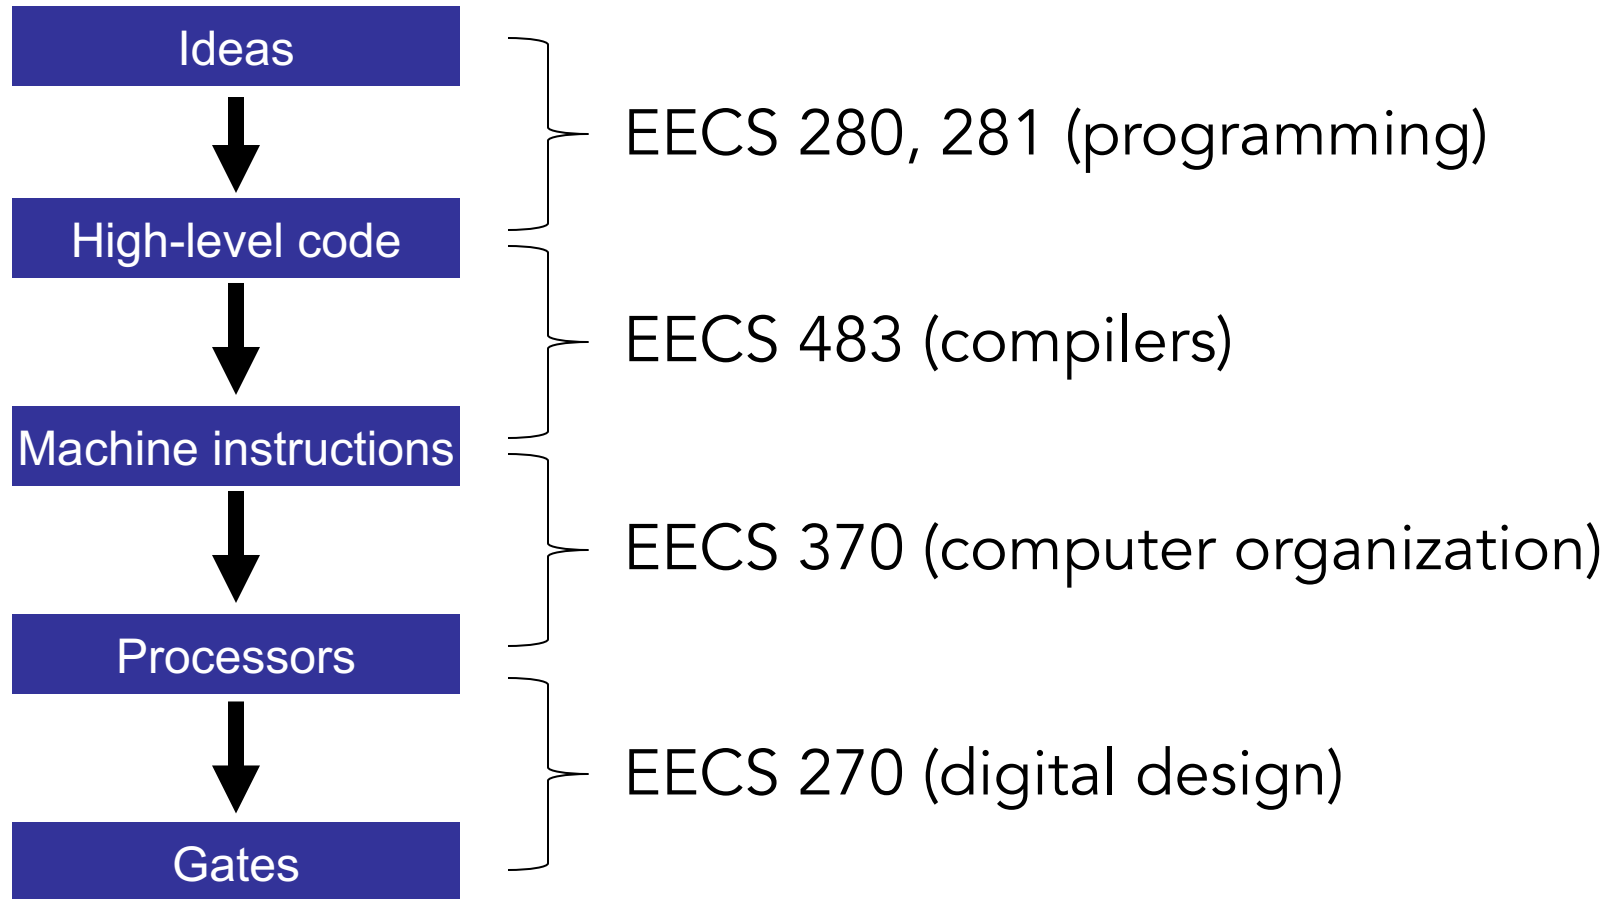 Ideas
EECS 280, 281 (programming)
High-level code
EECS 483 (compilers)
Machine instructions
EECS 370 (computer organization)
Processors
EECS 270 (digital design)
Gates